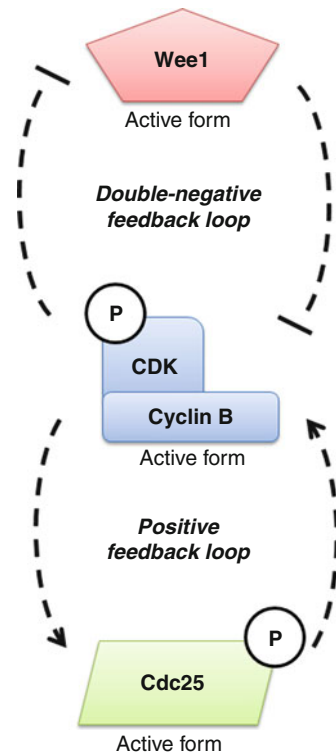 Wee1
Active form
Double-negative
feedback loop
P
CDK
Cyclin B
Active form
Positive
feedback loop
P
Cdc25
Active form